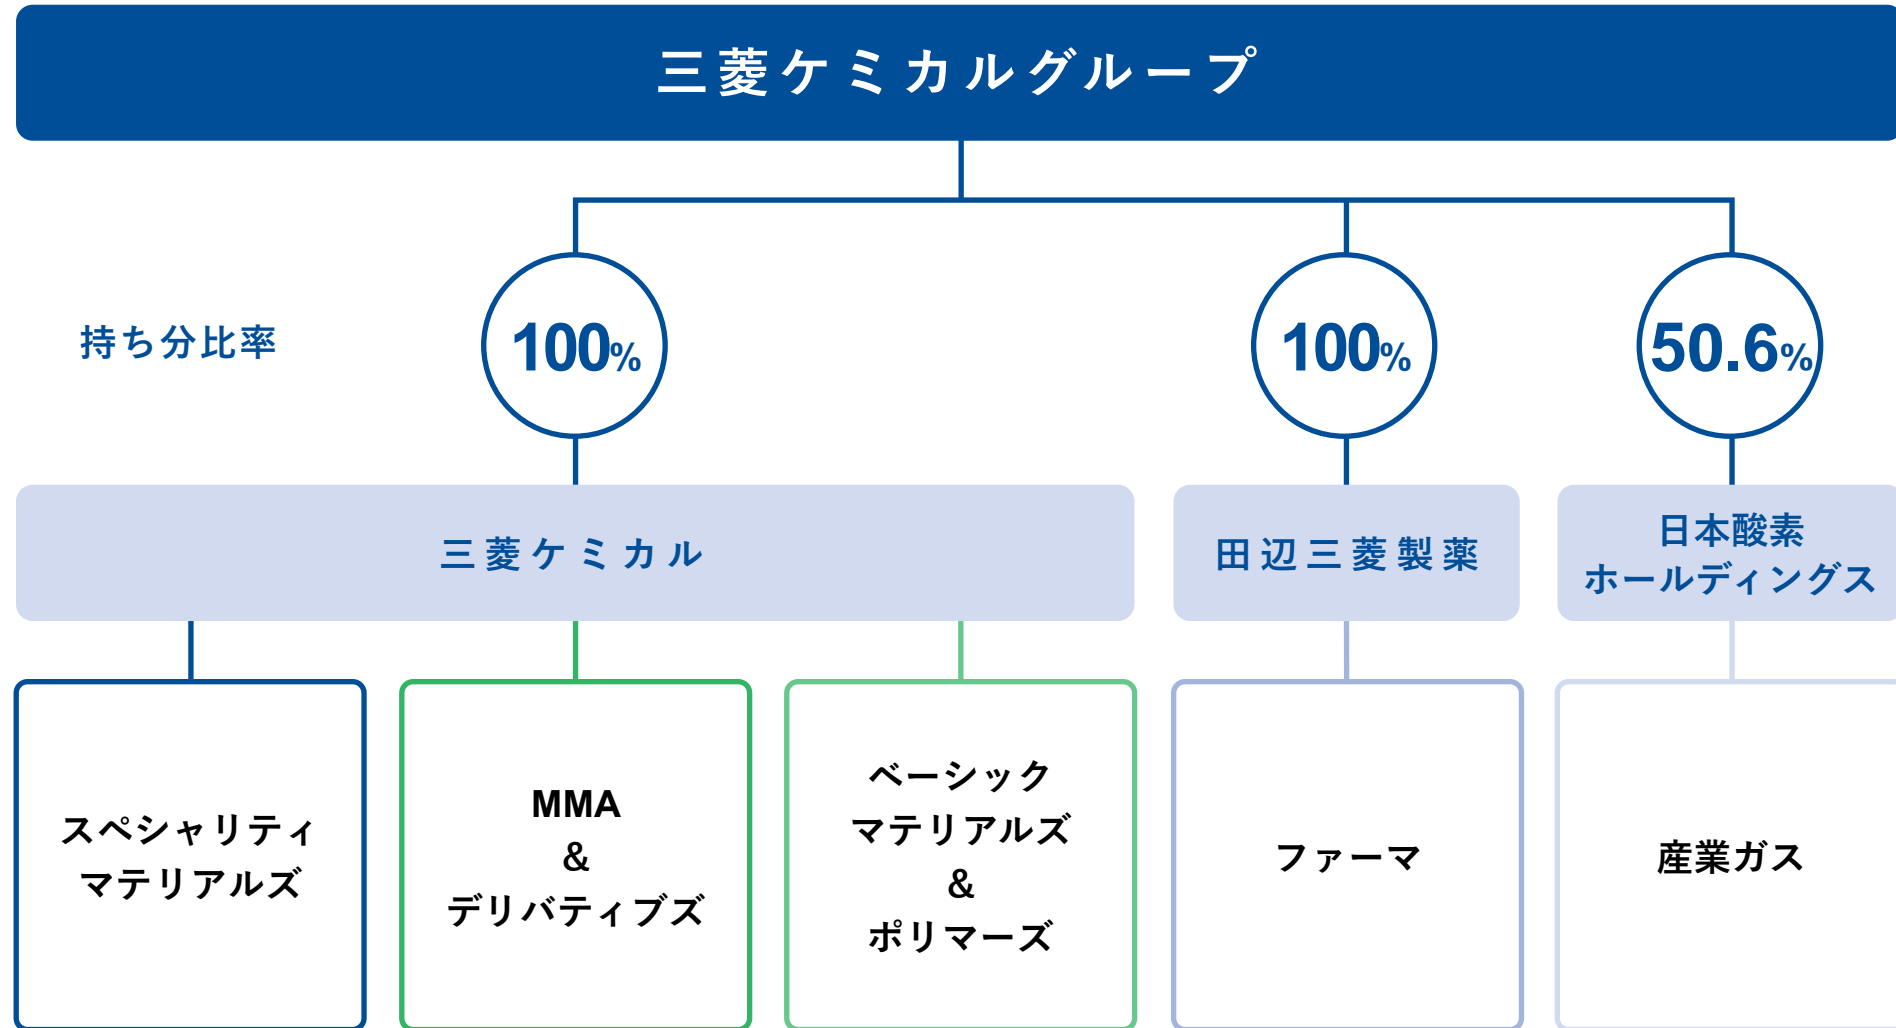 三菱ケミカルグループ
持ち分比率
100%
100%
50.6%
三菱ケミカル
田辺三菱製薬
日本酸素
ホールディングス
スペシャリティ
マテリアルズ
MMA
&
デリバティブズ
ベーシック
マテリアルズ
&
ポリマーズ
ファーマ
産業ガス